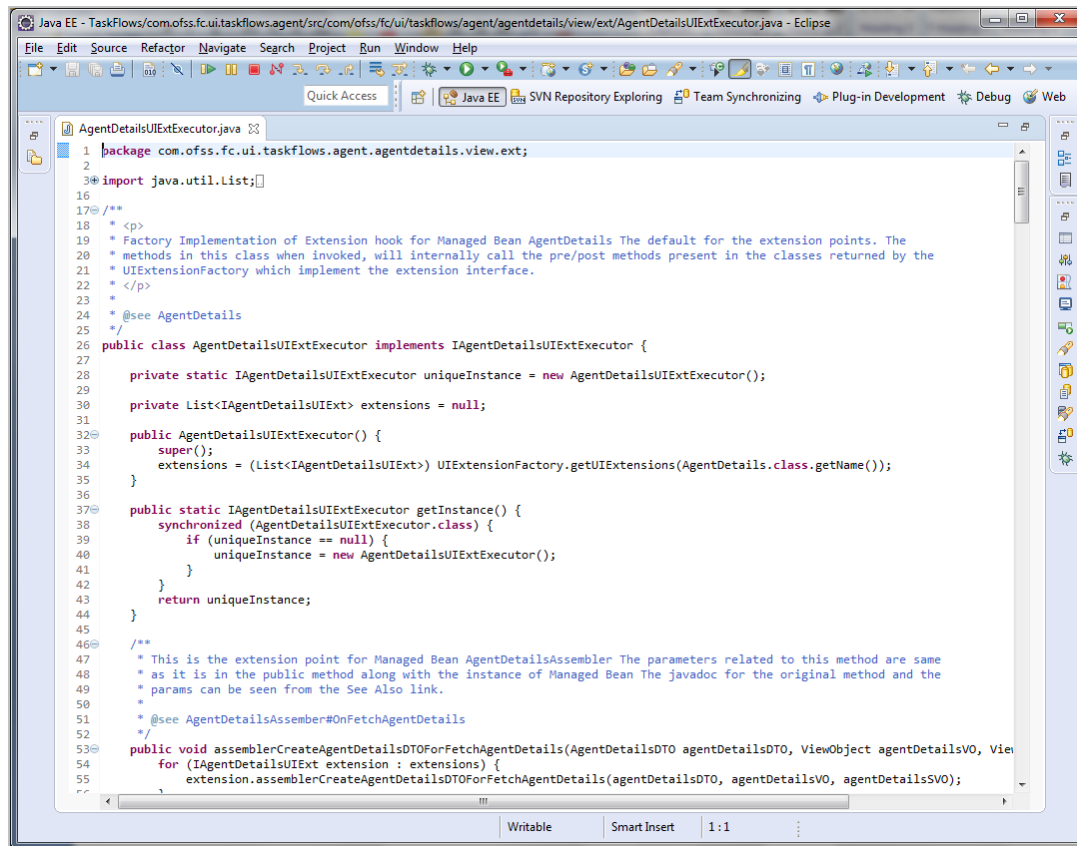 Java EE - TaskFlows/com.ofss.fc.ui.taskflows.agent/src/com/ofss/fc/ui/taskflows/agent/agentdetails/view/ext/AgentDetailsUIExtExecutor.java - Eclipse
File Edit Source Refactor Navigate Search Project Run Window Help
Quick Access Java EE SVN Repository Exploring Team Synchronizing Plug-in Development Debug Web
AgentDetailsUIExtExecutor.java
1 package com.ofss.fc.ui.taskflows.agent.agentdetails.view.ext;
2
3 import java.util.List;
16
17 /**
18 * <p>
19 * Factory Implementation of Extension hook for Managed Bean AgentDetails The default for the extension points. The
20 * methods in this class when invoked, will internally call the pre/post methods present in the classes returned by the
21 * UIExtensionFactory which implement the extension interface.
22 * </p>
23 *
24 * @see AgentDetails
25 */
26 public class AgentDetailsUIExtExecutor implements IAgentDetailsUIExtExecutor {
27
28 private static IAgentDetailsUIExtExecutor uniqueInstance = new AgentDetailsUIExtExecutor();
29
30 private List<IAgentDetailsUIExt> extensions = null;
31
32 public AgentDetailsUIExtExecutor() {
33 super();
34 extensions = (List<IAgentDetailsUIExt>) UIExtensionFactory.getUIExtensions(AgentDetails.class.getName());
35 }
36
37 public static IAgentDetailsUIExtExecutor getInstance() {
38 synchronized (AgentDetailsUIExtExecutor.class) {
39 if (uniqueInstance == null) {
40 uniqueInstance = new AgentDetailsUIExtExecutor();
41 }
42 }
43 return uniqueInstance;
44 }
45
46 /**
47 * This is the extension point for Managed Bean AgentDetailsAssembler The parameters related to this method are same
48 * as it is in the public method along with the instance of Managed Bean The javadoc for the original method and the
49 * params can be seen from the See Also link.
50 *
51 * @see AgentDetailsAssember#OnFetchAgentDetails
52 */
53 public void assemblerCreateAgentDetailsDTOForFetchAgentDetails(AgentDetailsDTO agentDetailsDTO, ViewObject agentDetailsVO, View
54 for (IAgentDetailsUIExt extension : extensions) {
55 extension.assemblerCreateAgentDetailsDTOForFetchAgentDetails(agentDetailsDTO, agentDetailsVO, agentDetailsSVO);
Writable Smart Insert 1 : 1